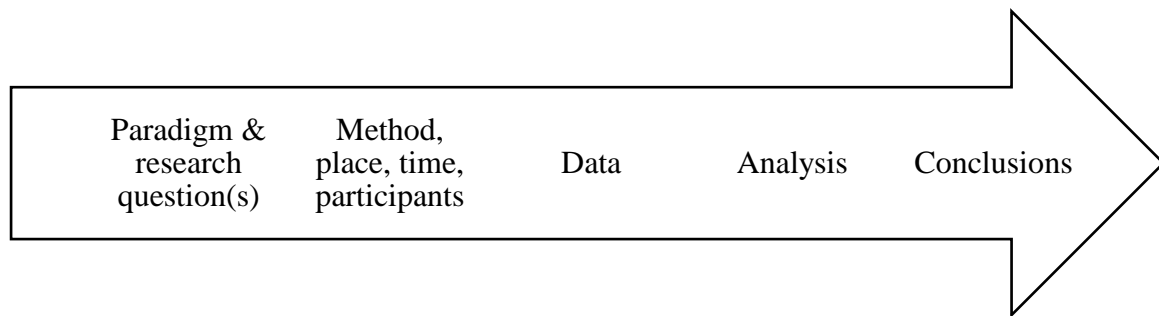 Paradigm &
research
question(s)
Method,
place, time,
participants
Data
Analysis
Conclusions